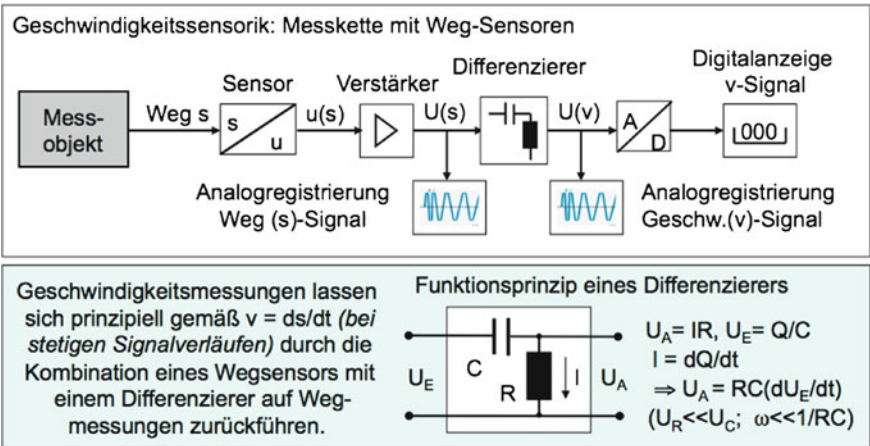 Geschwindigkeitssensorik: Messkette mit Weg-Sensoren
Mess-
objekt
Weg s
Sensor
s
u
u(s)
Verstärker
U(s)
Differenzierer
U(v)
A
D
Digitalanzeige
v-Signal
000
Analogregistrierung
Weg (s)-Signal
Analogregistrierung
Geschw.(v)-Signal
Geschwindigkeitsmessungen lassen
sich prinzipiell gemäß v = ds/dt (bei
stetigen Signalverläufen) durch die
Kombination eines Wegsensors mit
einem Differenzierer auf Weg-
messungen zurückführen.
Funktionsprinzip eines Differenzierers
U_E
C
R
I
U_A
U_A= IR, U_E= Q/C
I = dQ/dt
⇒ U_A = RC(dU_E/dt)
(U_R<<U_C; ω<<1/RC)